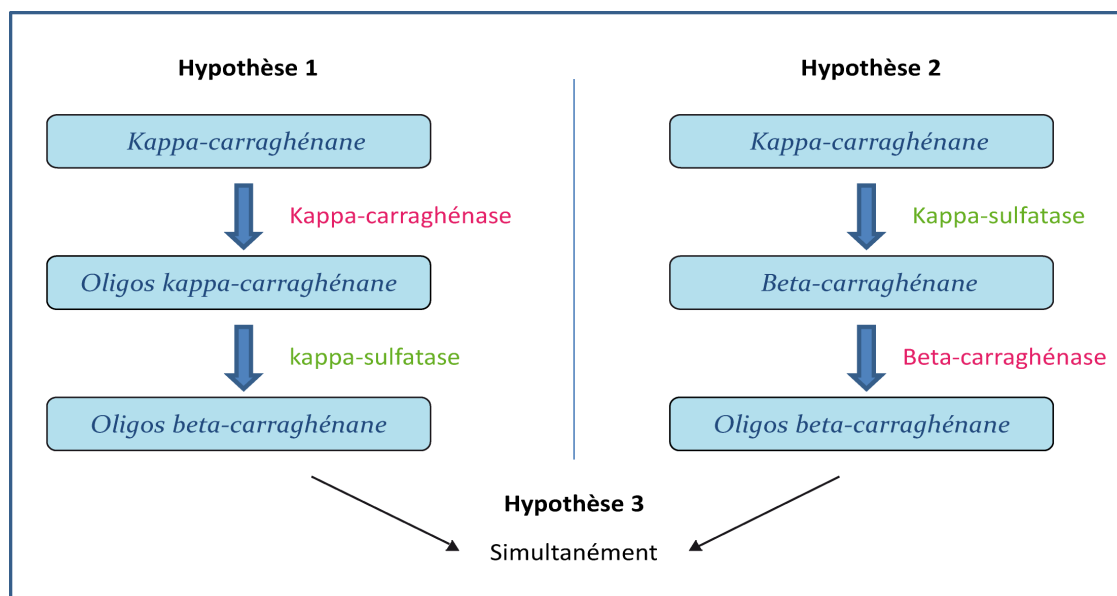 Hypothèse 1
Kappa-carraghénane
Kappa-carraghénase
Oligos kappa-carraghénane
kappa-sulfatase
Oligos beta-carraghénane
Hypothèse 2
Kappa-carraghénane
Kappa-sulfatase
Beta-carraghénane
Beta-carraghénase
Oligos beta-carraghénane
Hypothèse 3
Simultanément